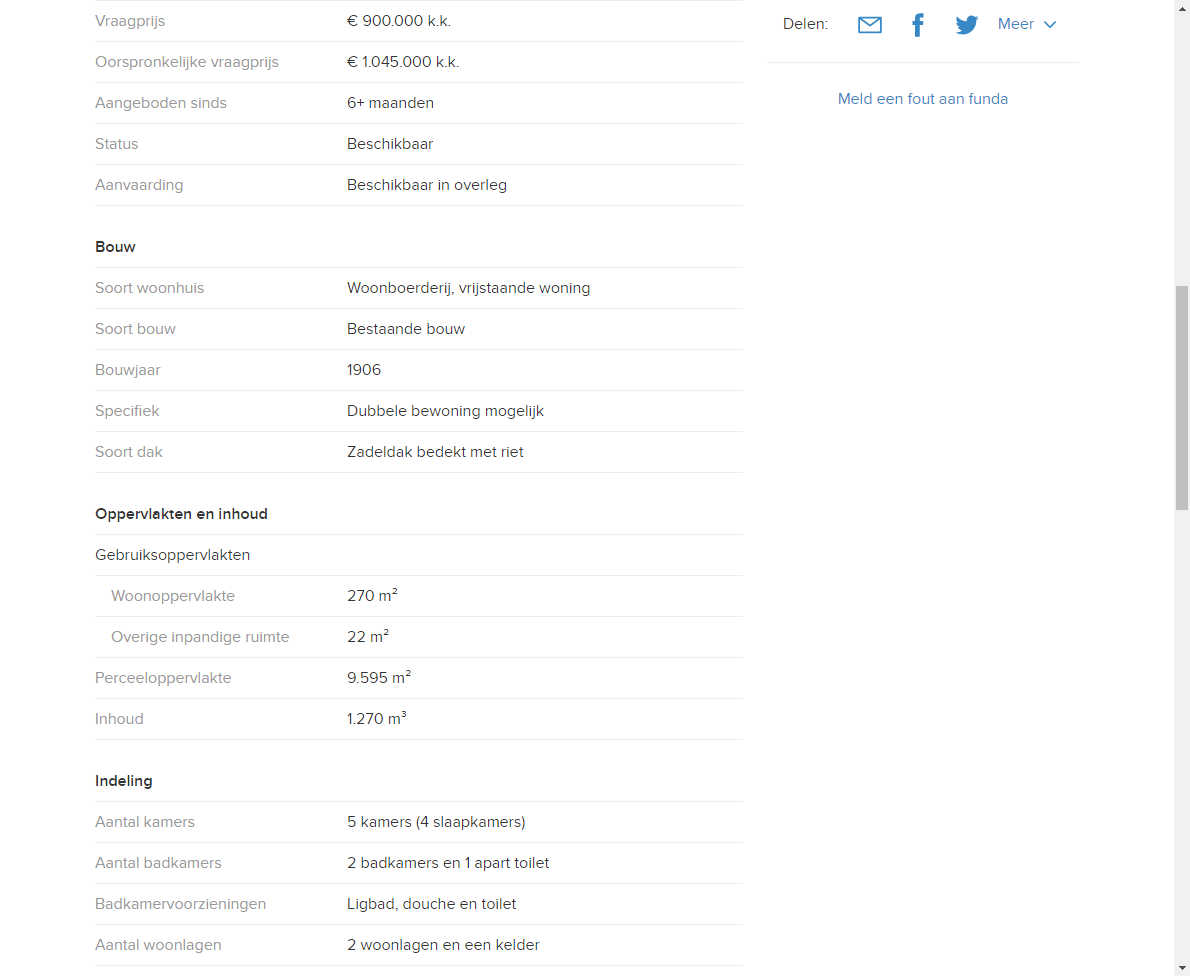 Vraagprijs € 900.000 k.k.
Oorspronkelijke vraagprijs € 1.045.000 k.k.
Aangeboden sinds 6+ maanden
Status Beschikbaar
Aanvaarding Beschikbaar in overleg
Bouw
Soort woonhuis Woonboerderij, vrijstaande woning
Soort bouw Bestaande bouw
Bouwjaar 1906
Specifiek Dubbele bewoning mogelijk
Soort dak Zadeldak bedekt met riet
Oppervlakten en inhoud
Gebruiksoppervlakten
Woonoppervlakte 270 m²
Overige inpandige ruimte 22 m²
Perceeloppervlakte 9.595 m²
Inhoud 1.270 m³
Indeling
Aantal kamers 5 kamers (4 slaapkamers)
Aantal badkamers 2 badkamers en 1 apart toilet
Badkamervoorzieningen Ligbad, douche en toilet
Aantal woonlagen 2 woonlagen en een kelder
Delen: Meer
Meld een fout aan funda